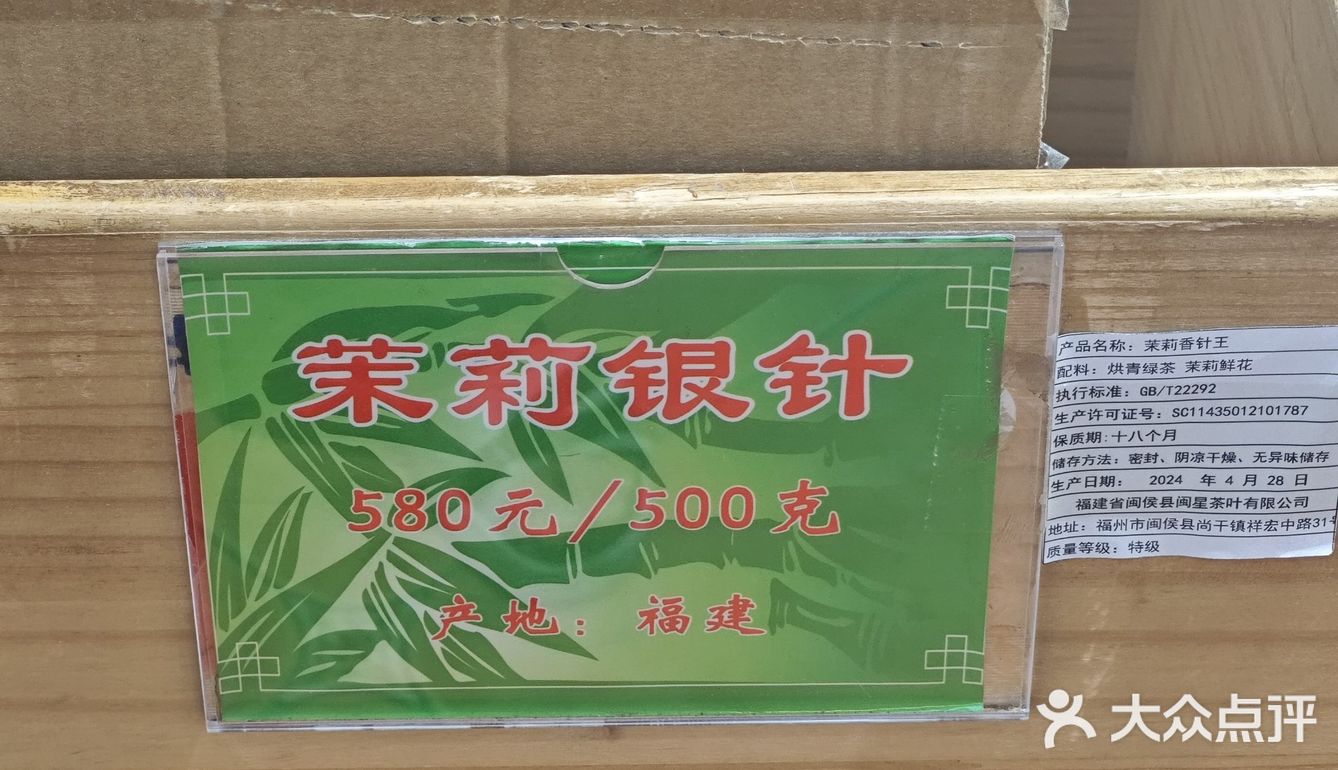 茉莉银针
580元/500克
产地：福建
产品名称：茉莉香针王
配料：烘青绿茶 茉莉鲜花
执行标准：GB/T22292
生产许可证号：SC11435012101787
保质期：十八个月
储存方法：密封、阴凉干燥、无异味储存
生产日期： 2024 年 4 月 28 日
福建省闽侯县闽星茶叶有限公司
地址：福州市闽侯县尚干镇祥宏中路31号
质量等级：特级
大众点评